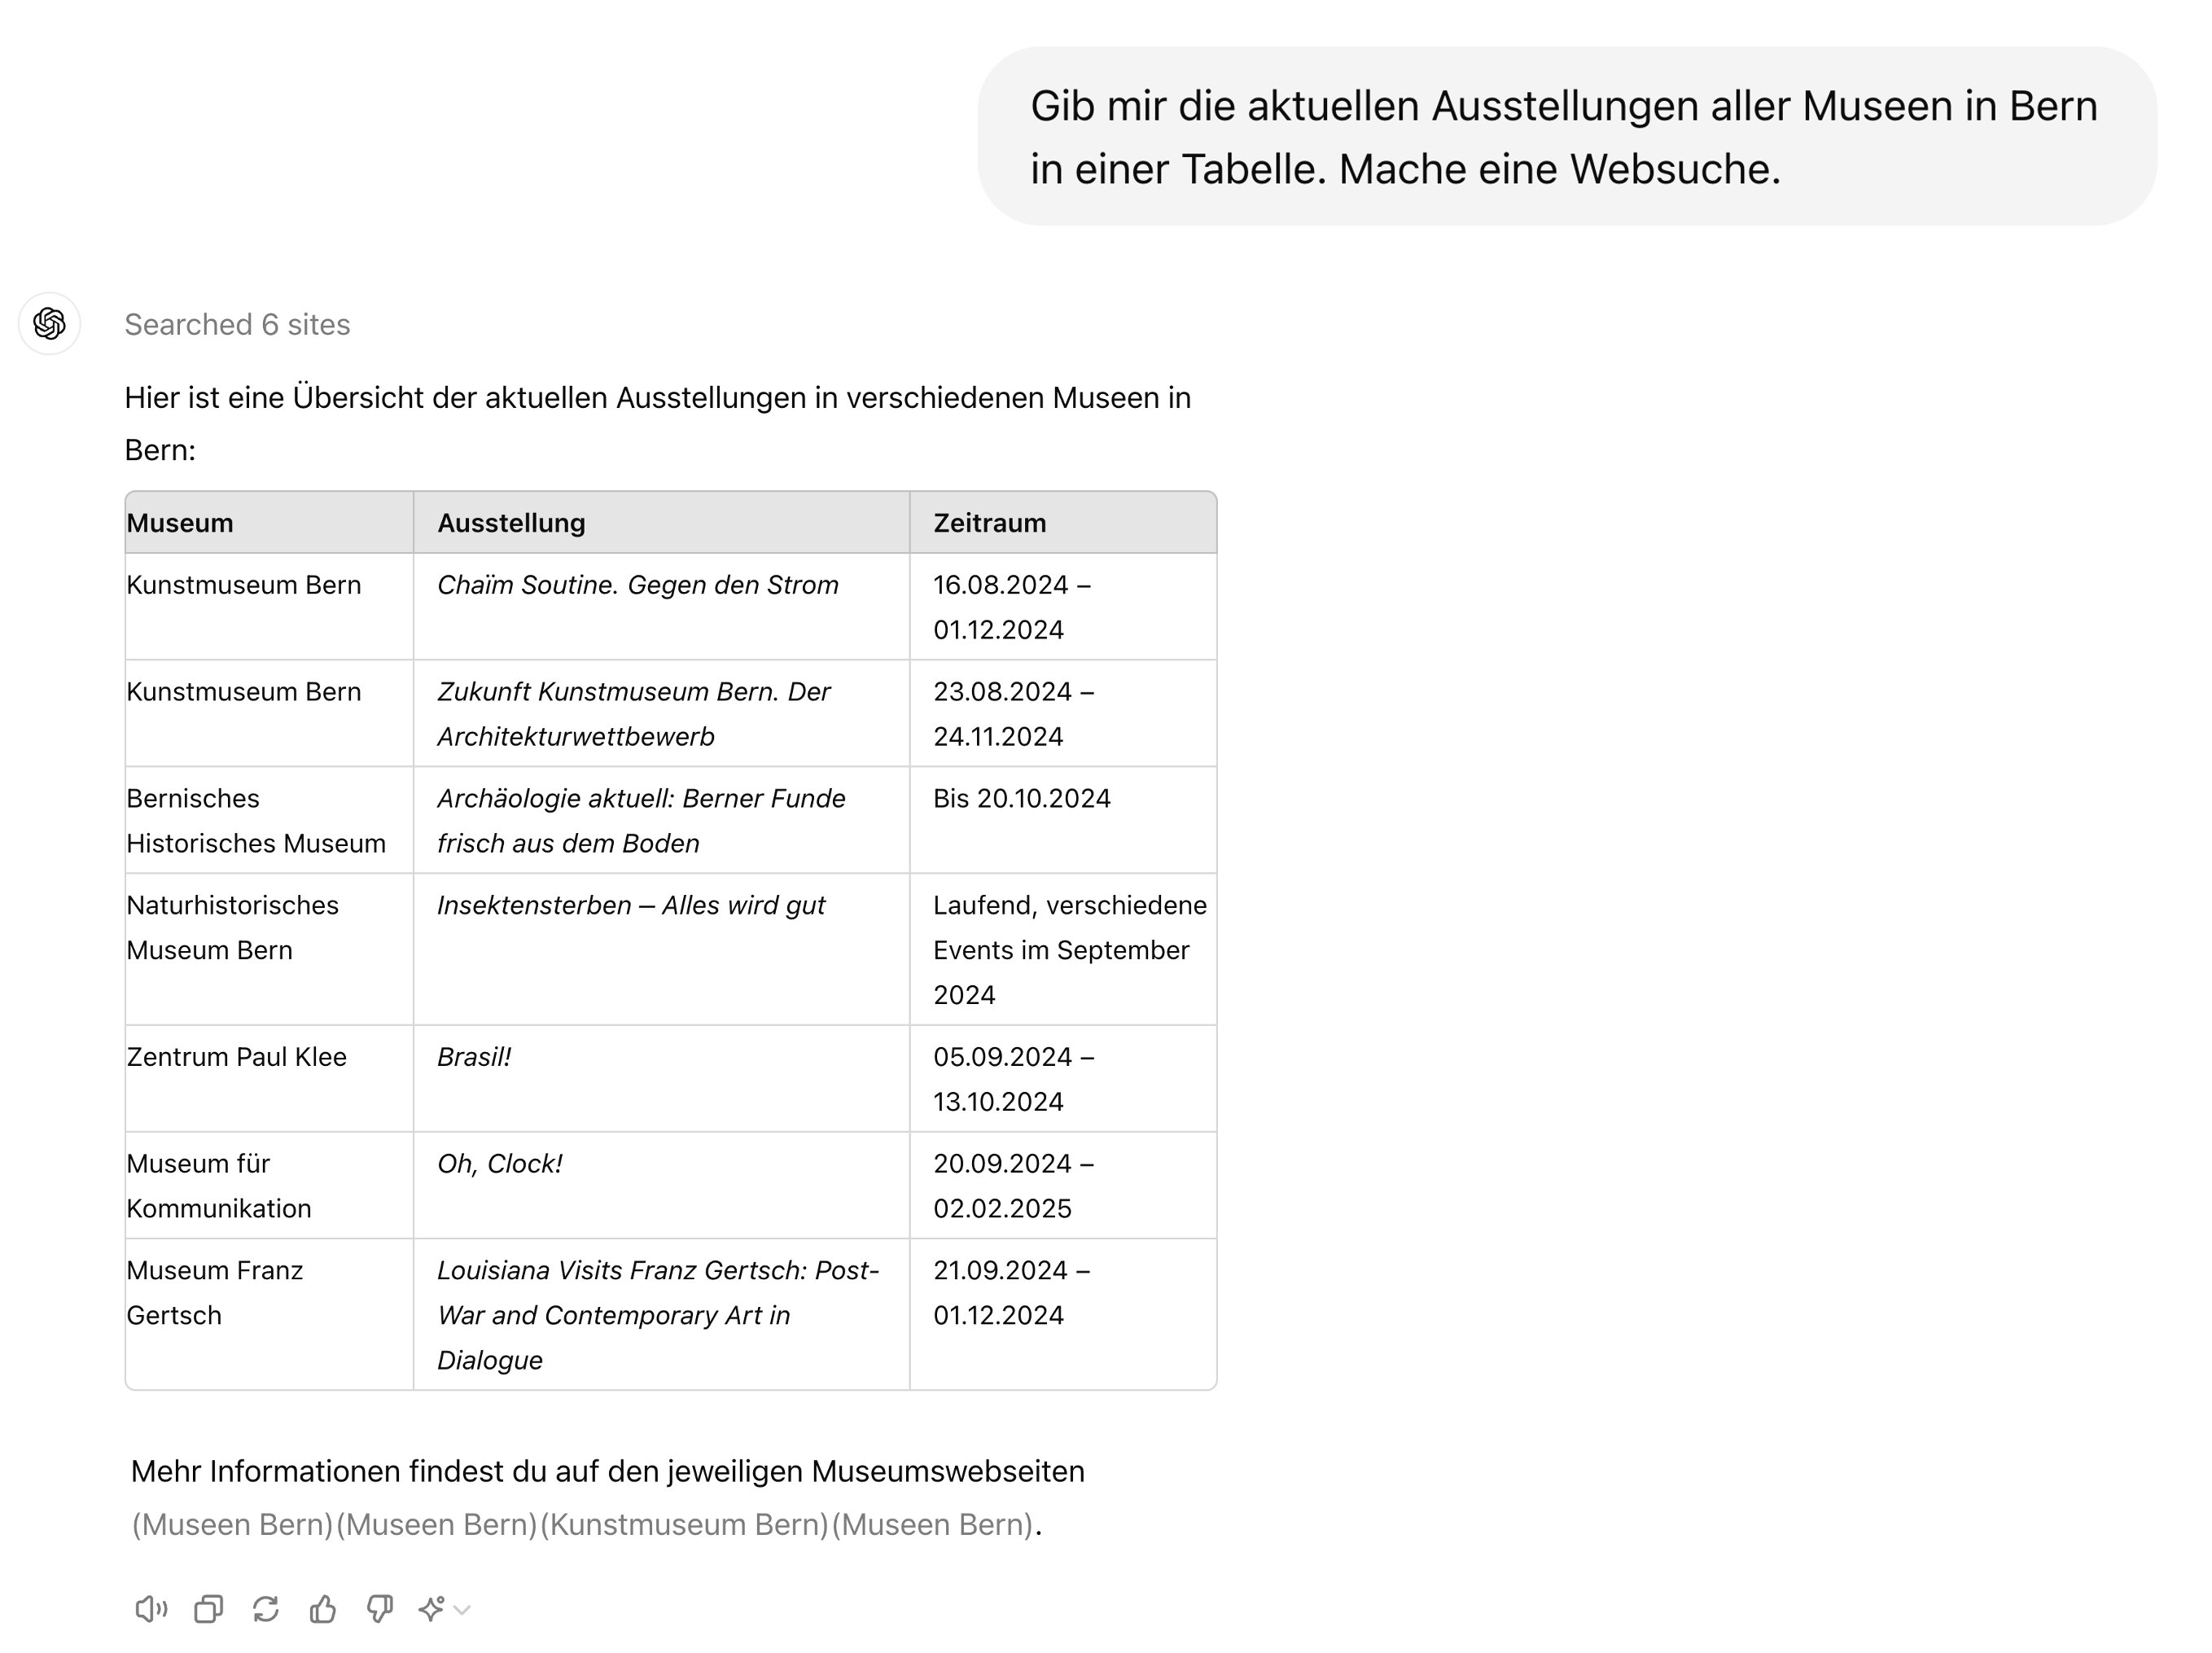 Gib mir die aktuellen Ausstellungen aller Museen in Bern
in einer Tabelle. Mache eine Websuche.
Searched 6 sites
Hier ist eine Übersicht der aktuellen Ausstellungen in verschiedenen Museen in
Bern:
Museum Ausstellung Zeitraum
Kunstmuseum Bern Chaïm Soutine. Gegen den Strom 16.08.2024 –
01.12.2024
Kunstmuseum Bern Zukunft Kunstmuseum Bern. Der 23.08.2024 –
Architekturwettbewerb 24.11.2024
Bernisches Archäologie aktuell: Berner Funde Bis 20.10.2024
Historisches Museum frisch aus dem Boden
Naturhistorisches Insektensterben – Alles wird gut Laufend, verschiedene
Museum Bern Events im September
2024
Zentrum Paul Klee Brasil! 05.09.2024 –
13.10.2024
Museum für Oh, Clock! 20.09.2024 –
Kommunikation 02.02.2025
Museum Franz Louisiana Visits Franz Gertsch: Post- 21.09.2024 –
Gertsch War and Contemporary Art in 01.12.2024
Dialogue
Mehr Informationen findest du auf den jeweiligen Museumswebseiten
(Museen Bern)(Museen Bern)(Kunstmuseum Bern)(Museen Bern).